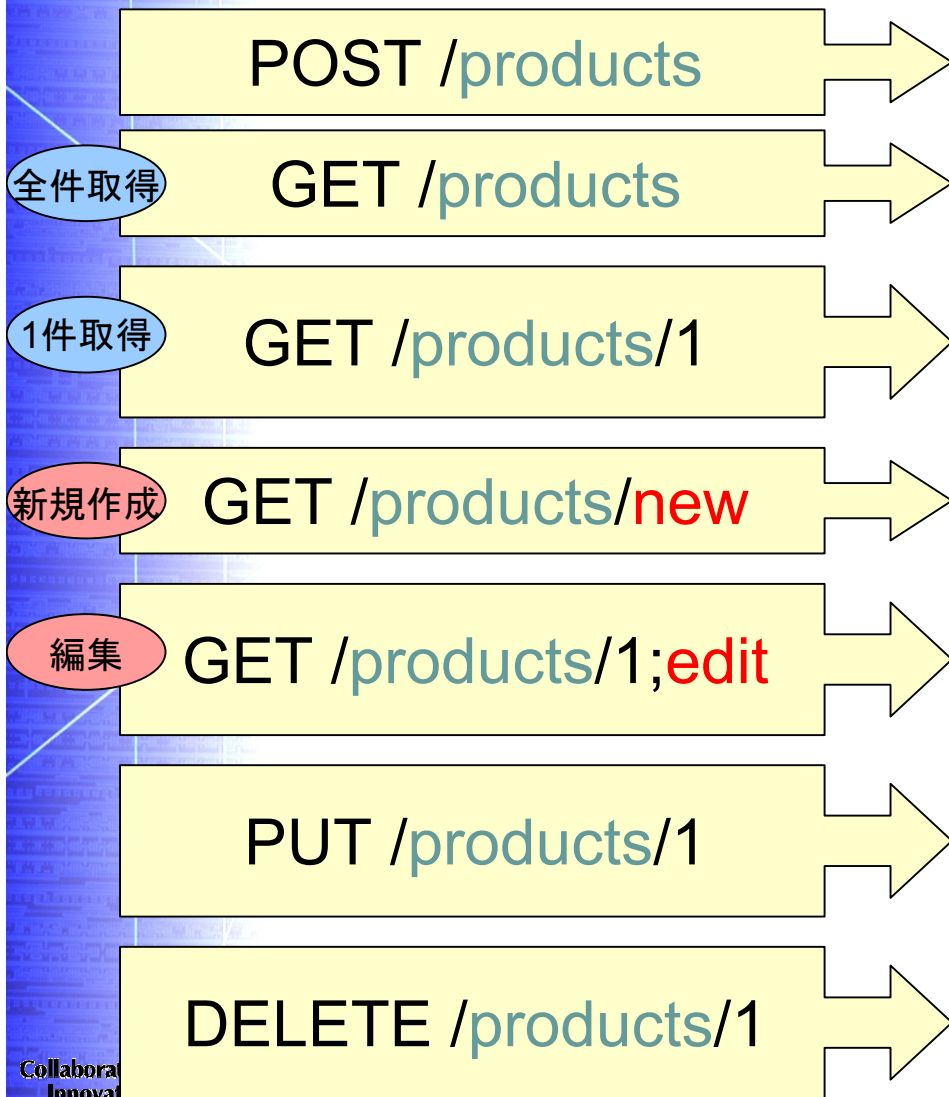 POST /products
全件取得 GET /products
1件取得 GET /products/1
新規作成 GET /products/new
編集 GET /products/1;edit
PUT /products/1
DELETE /products/1